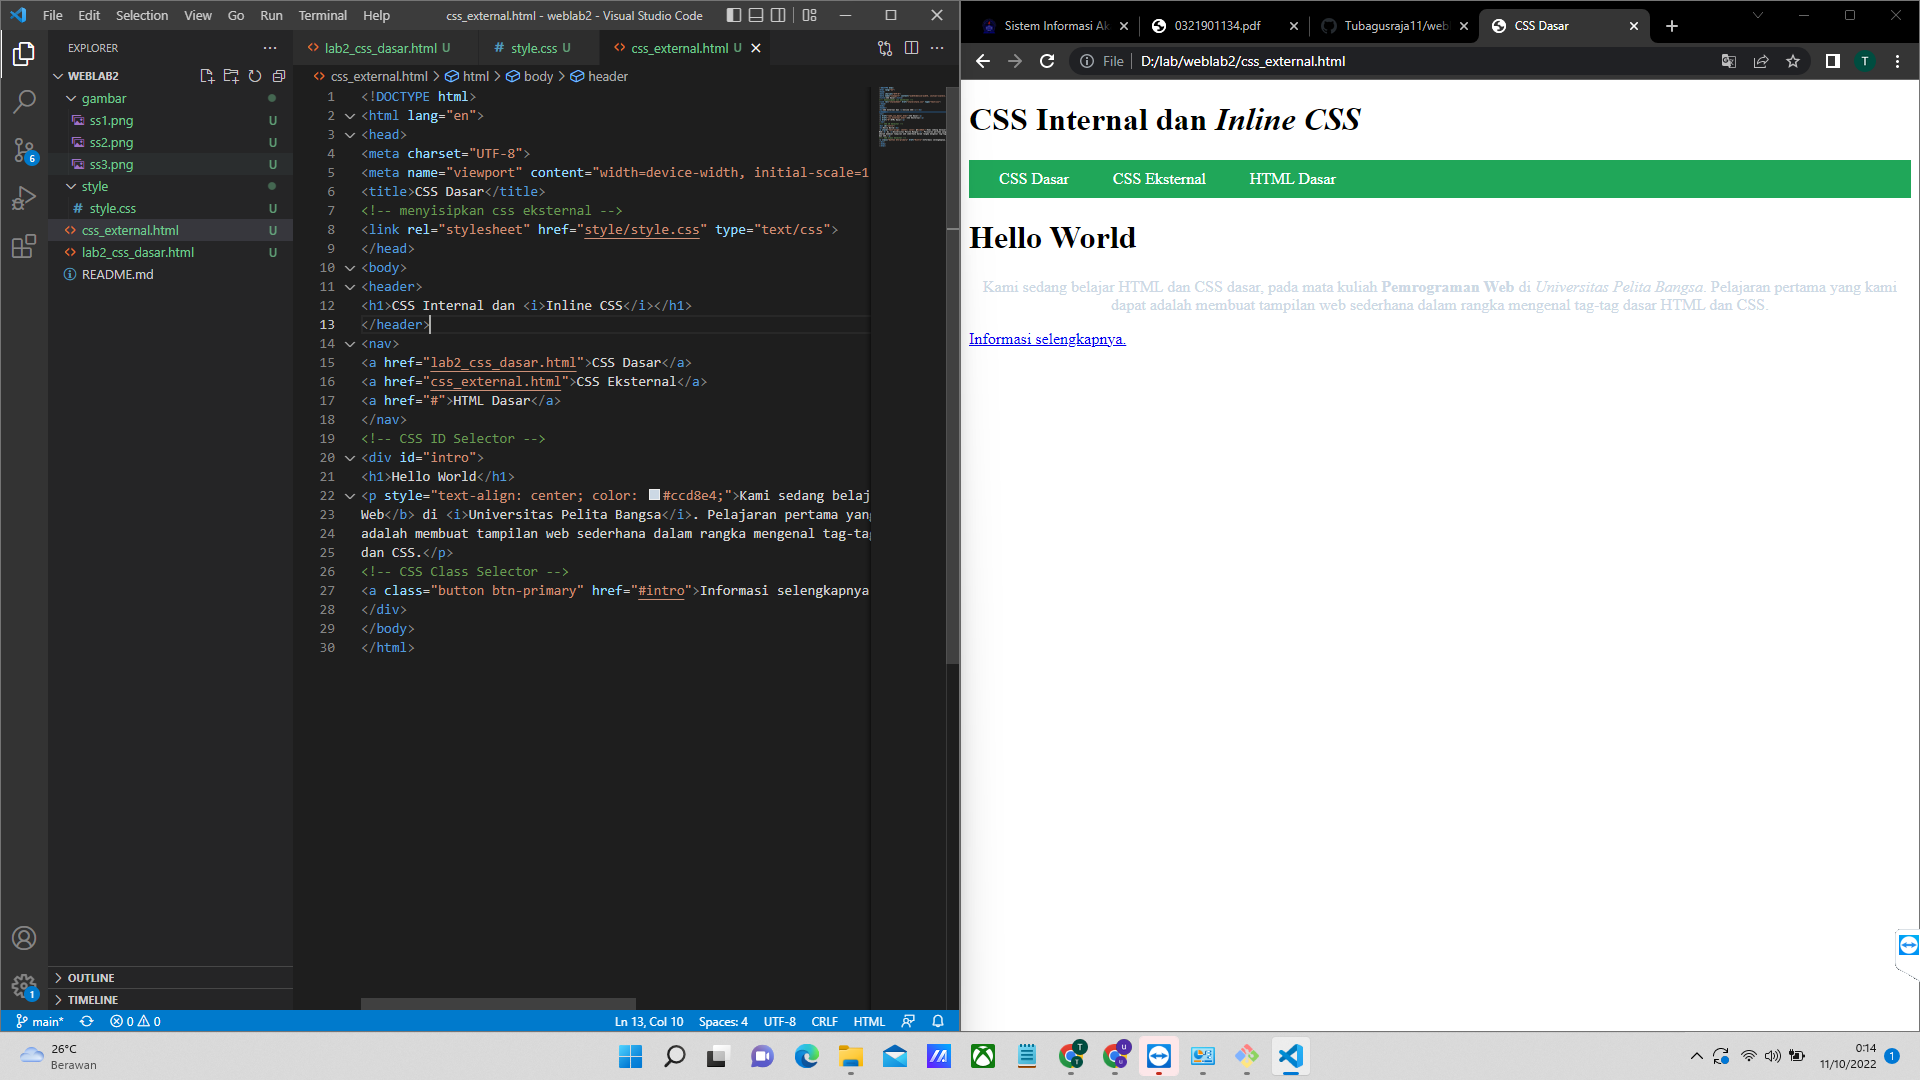 File Edit Selection View Go Run Terminal Help
css_external.html - weblab2 - Visual Studio Code
EXPLORER
WEBLAB2
gambar
ss1.png U
ss2.png U
ss3.png U
style
style.css U
css_external.html U
lab2_css_dasar.html U
README.md
OUTLINE
TIMELINE
6
1
lab2_css_dasar.html U
# style.css U
css_external.html U
css_external.html > html > body > header
1 <!DOCTYPE html>
2 <html lang="en">
3 <head>
4 <meta charset="UTF-8">
5 <meta name="viewport" content="width=device-width, initial-scale=1
6 <title>CSS Dasar</title>
7 <!-- menyisipkan css eksternal -->
8 <link rel="stylesheet" href="style/style.css" type="text/css">
9 </head>
10 <body>
11 <header>
12 <h1>CSS Internal dan <i>Inline CSS</i></h1>
13 </header>
14 <nav>
15 <a href="lab2_css_dasar.html">CSS Dasar</a>
16 <a href="css_external.html">CSS Eksternal</a>
17 <a href="#">HTML Dasar</a>
18 </nav>
19 <!-- CSS ID Selector -->
20 <div id="intro">
21 <h1>Hello World</h1>
22 <p style="text-align: center; color: #ccd8e4;">Kami sedang belaj
23 Web</b> di <i>Universitas Pelita Bangsa</i>. Pelajaran pertama yang
24 adalah membuat tampilan web sederhana dalam rangka mengenal tag-tag
25 dan CSS.</p>
26 <!-- CSS Class Selector -->
27 <a class="button btn-primary" href="#intro">Informasi selengkapnya
28 </div>
29 </body>
30 </html>
main* 0 0
Ln 13, Col 10 Spaces: 4 UTF-8 CRLF HTML
Sistem Informasi Ak
0321901134.pdf
Tubagusraja11/webl
CSS Dasar
File D:/lab/weblab2/css_external.html
T
CSS Internal dan Inline CSS
CSS Dasar CSS Eksternal HTML Dasar
Hello World
Kami sedang belajar HTML dan CSS dasar, pada mata kuliah Pemrograman Web di Universitas Pelita Bangsa. Pelajaran pertama yang kami
dapat adalah membuat tampilan web sederhana dalam rangka mengenal tag-tag dasar HTML dan CSS.
Informasi selengkapnya.
26°C
Berawan
0:14
11/10/2022
1